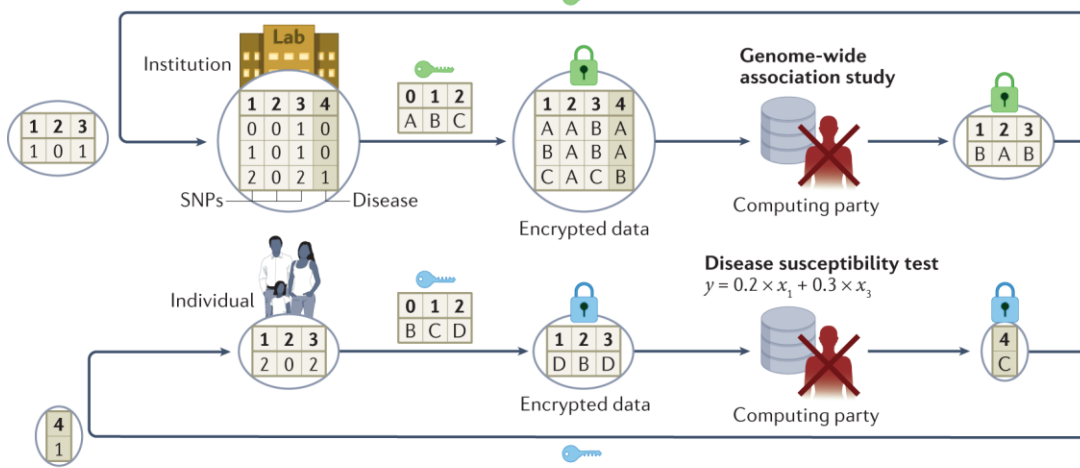 Lab
Institution
1 2 3
1 0 1
1 2 3 4
0 0 1 0
1 0 1 0
2 0 2 1
SNPs
Disease
0 1 2
A B C
1 2 3 4
A A B A
B A B A
C A C B
Encrypted data
Genome-wide
association study
Computing party
1 2 3
B A B
Individual
1 2 3
2 0 2
0 1 2
B C D
1 2 3
D B D
Encrypted data
Disease susceptibility test
y = 0.2 × x₁ + 0.3 × x₃
Computing party
4
C
4
1